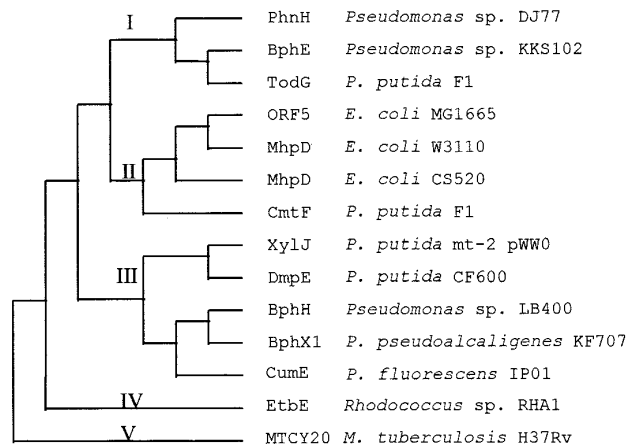 I
PhnH Pseudomonas sp. DJ77
BphE Pseudomonas sp. KKS102
TodG P. putida F1
ORF5 E. coli MG1665
MhpD E. coli W3110
II
MhpD E. coli CS520
CmtF P. putida F1
XylJ P. putida mt-2 pWW0
III
DmpE P. putida CF600
BphH Pseudomonas sp. LB400
BphX1 P. pseudoalcaligenes KF707
CumE P. fluorescens IP01
IV
EtbE Rhodococcus sp. RHA1
V
MTCY20 M. tuberculosis H37Rv